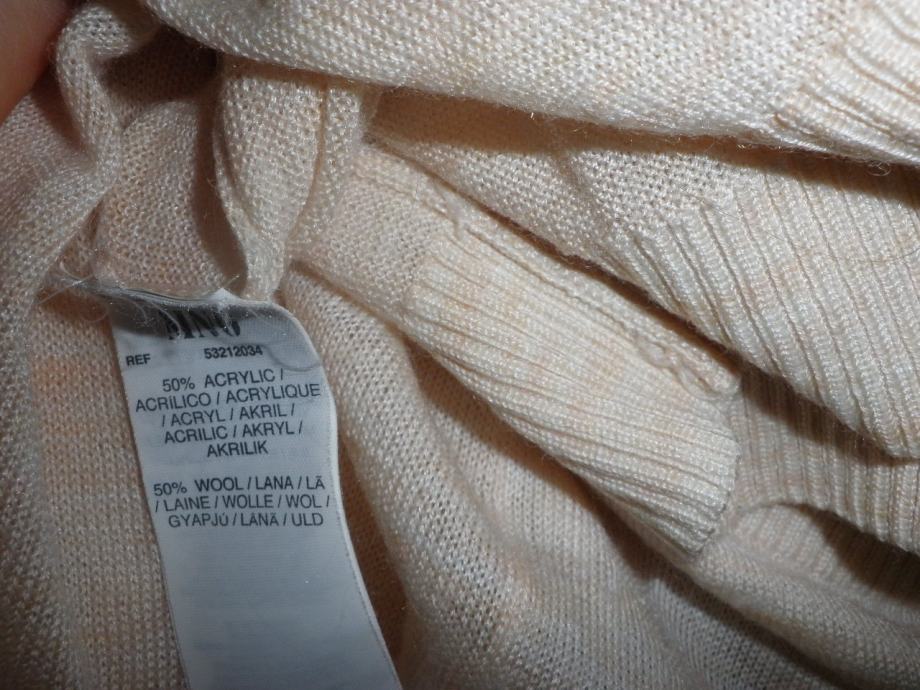 REF 53212034
50% ACRYLIC /
ACRÍLICO / ACRYLIQUE
/ ACRYL / AKRIL /
ACRILIC / AKRYL /
AKRILIK
50% WOOL / LANA / LÃ
/ LAINE / WOLLE / WOL /
GYAPJÚ / LÂNÃ / ULD